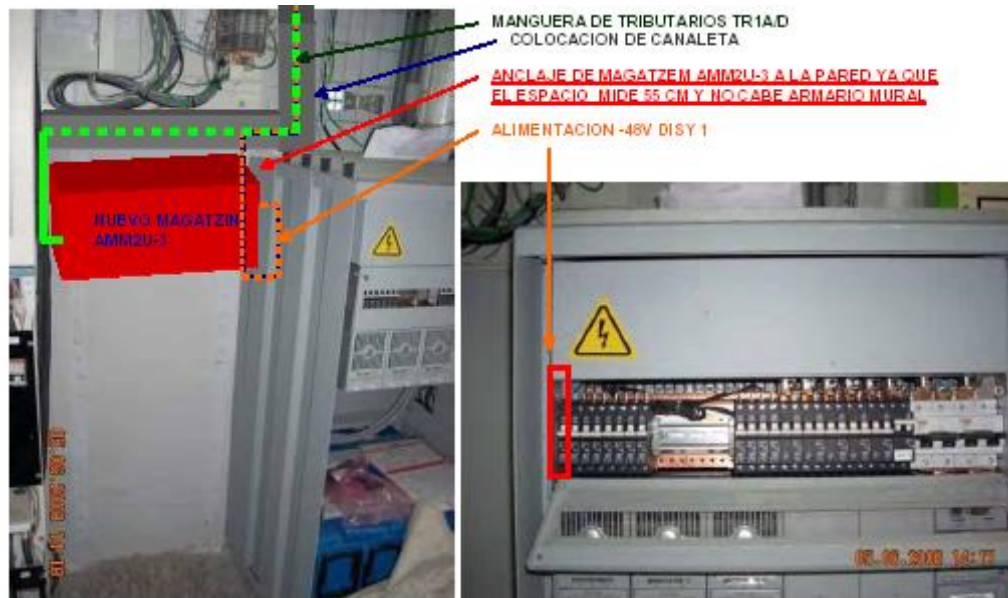 MANGUERA DE TRIBUTARIOS TR1A/D
COLOCACION DE CANALETA
ANCLAJE DE MAGATZEM AMM2U-3 A LA PARED YA QUE
EL ESPACIO MIDE 55 CM Y NO CABE ARMARIO MURAL
ALIMENTACION -48V DISY 1
NUEVO MAGATZIN
AMM2U-3
05.06.2008 14:11